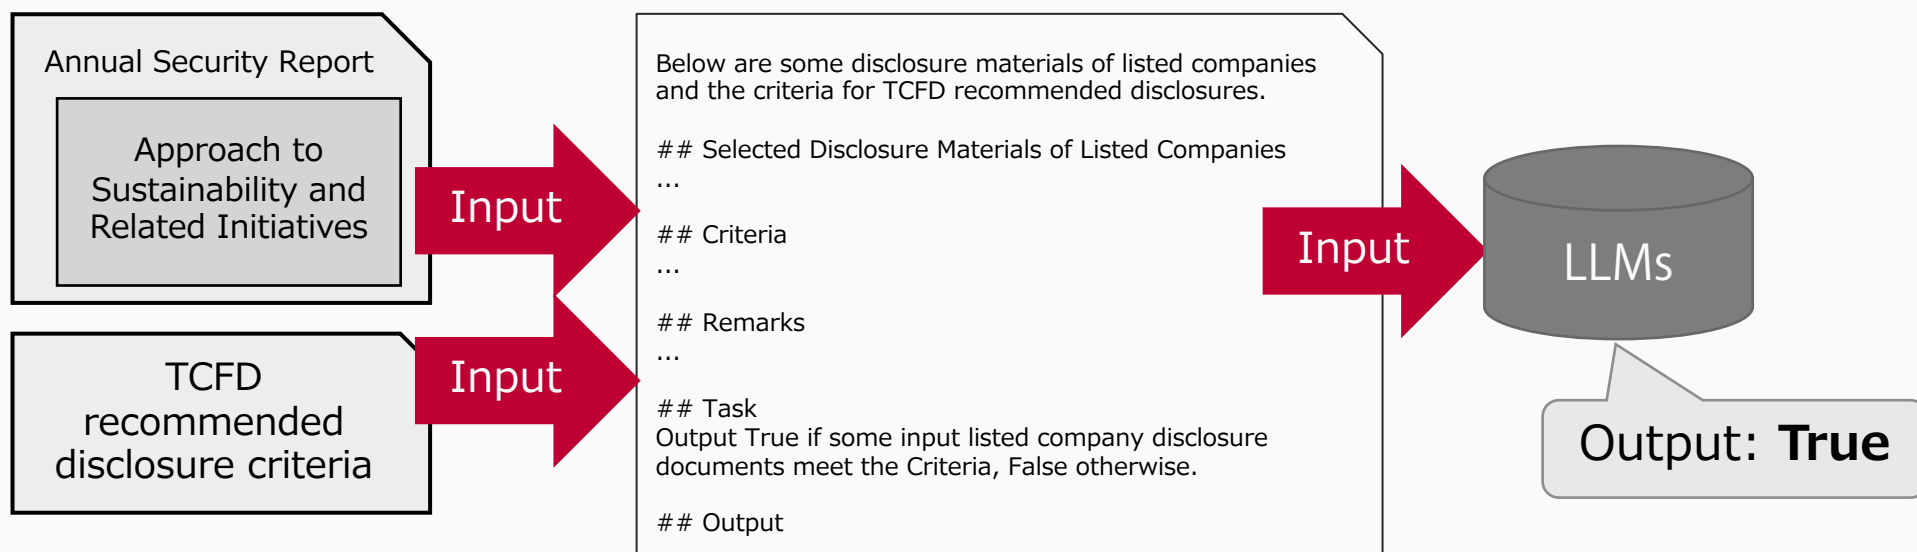 Annual Security Report
Approach to
Sustainability and
Related Initiatives
Input
TCFD
recommended
disclosure criteria
Input
Below are some disclosure materials of listed companies
and the criteria for TCFD recommended disclosures.
## Selected Disclosure Materials of Listed Companies
...
## Criteria
...
## Remarks
...
## Task
Output True if some input listed company disclosure
documents meet the Criteria, False otherwise.
## Output
Input
LLMs
Output: True